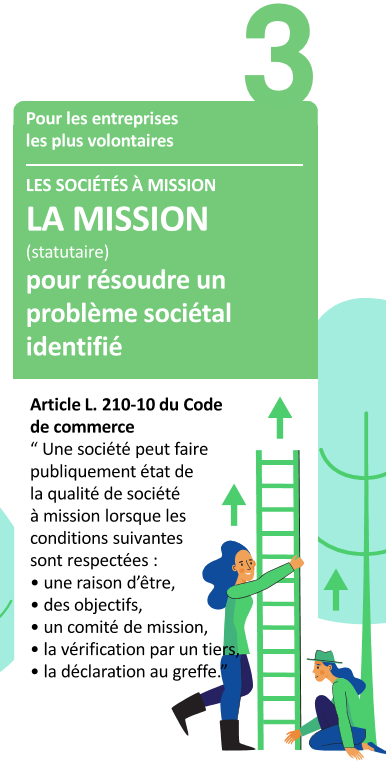 3
Pour les entreprises
les plus volontaires
LES SOCIÉTÉS À MISSION
LA MISSION
(statutaire)
pour résoudre un
problème sociétal
identifié
Article L. 210-10 du Code
de commerce
“ Une société peut faire
publiquement état de
la qualité de société
à mission lorsque les
conditions suivantes
sont respectées :
• une raison d’être,
• des objectifs,
• un comité de mission,
• la vérification par un tiers,
• la déclaration au greffe.”